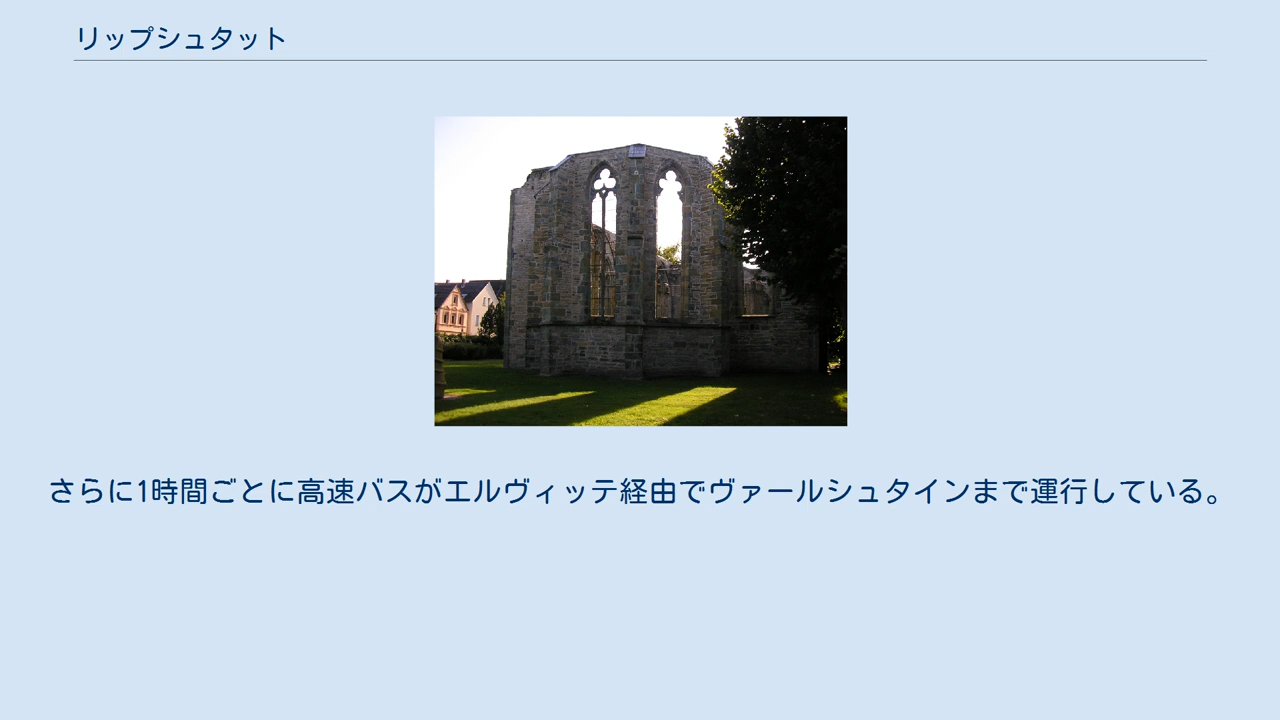 リップシュタット
さらに1時間ごとに高速バスがエルヴィッテ経由でヴァールシュタインまで運行している。